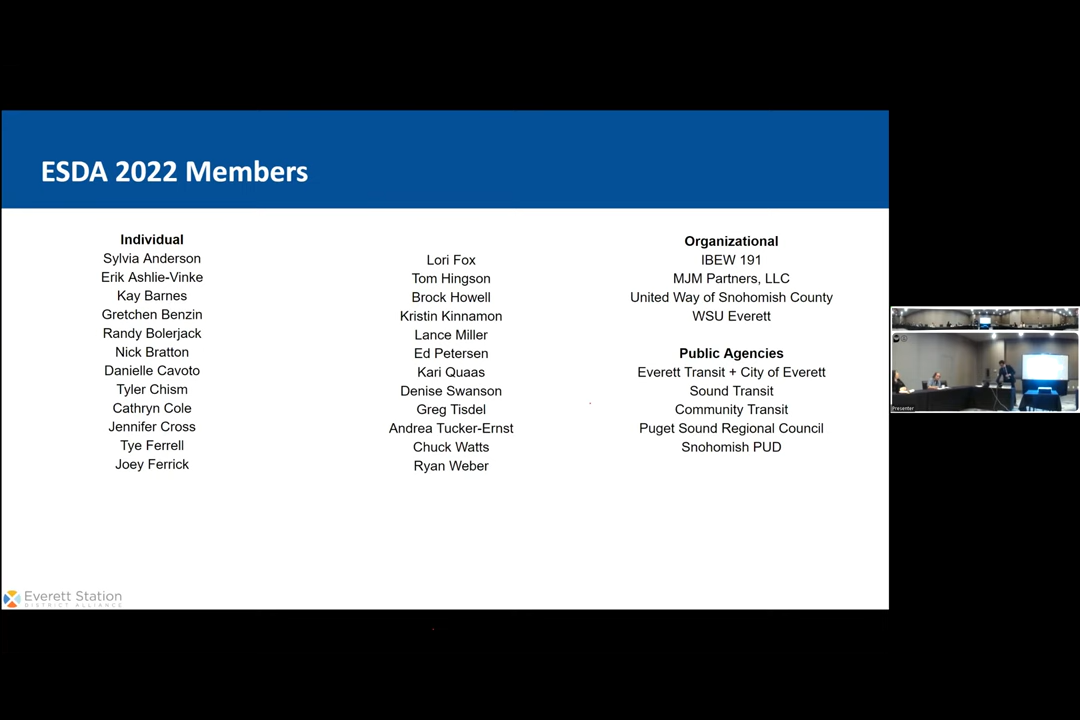 ESDA 2022 Members
Individual
Sylvia Anderson
Erik Ashlie-Vinke
Kay Barnes
Gretchen Benzin
Randy Bolerjack
Nick Bratton
Danielle Cavoto
Tyler Chism
Cathryn Cole
Jennifer Cross
Tye Ferrell
Joey Ferrick
Lori Fox
Tom Hingson
Brock Howell
Kristin Kinnamon
Lance Miller
Ed Petersen
Kari Quaas
Denise Swanson
Greg Tisdel
Andrea Tucker-Ernst
Chuck Watts
Ryan Weber
Organizational
IBEW 191
MJM Partners, LLC
United Way of Snohomish County
WSU Everett
Public Agencies
Everett Transit + City of Everett
Sound Transit
Community Transit
Puget Sound Regional Council
Snohomish PUD
Everett Station
DISTRICT ALLIANCE
Presenter